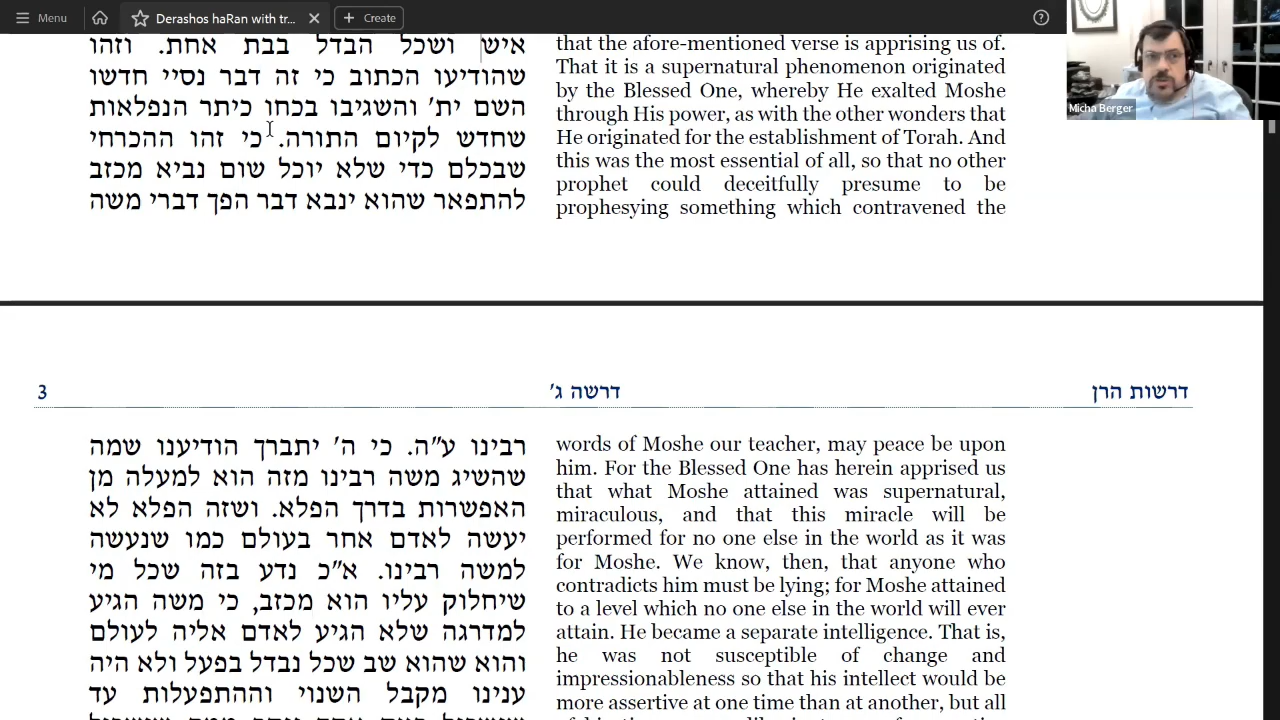 Menu
Derashos haRan with tr...
Create
Micha Berger
איש ושכל הבדל בבת אחת. וזהו
שהודיעו הכתוב כי זה דבר נסיי חדשו
השם ית' והשגיבו בכחו כיתר הנפלאות
שחדש לקיום התורה. כי זהו ההכרחי
שבכלם כדי שלא יוכל שום נביא מכזב
להתפאר שהוא ינבא דבר הפך דברי משה
that the afore-mentioned verse is apprising us of.
That it is a supernatural phenomenon originated
by the Blessed One, whereby He exalted Moshe
through His power, as with the other wonders that
He originated for the establishment of Torah. And
this was the most essential of all, so that no other
prophet could deceitfully presume to be
prophesying something which contravened the
דרשות הרן
דרשה ג'
3
רבינו ע"ה. כי ה' יתברך הודיענו שמה
שהשיג משה רבינו מזה הוא למעלה מן
האפשרות בדרך הפלא. ושזה הפלא לא
יעשה לאדם אחר בעולם כמו שנעשה
למשה רבינו. א"כ נדע בזה שכל מי
שיחלוק עליו הוא מכזב, כי משה הגיע
למדרגה שלא הגיע לאדם אליה לעולם
והוא שהוא שב שכל נבדל בפעל ולא היה
ענינו מקבל השנוי וההתפעלות עד
words of Moshe our teacher, may peace be upon
him. For the Blessed One has herein apprised us
that what Moshe attained was supernatural,
miraculous, and that this miracle will be
performed for no one else in the world as it was
for Moshe. We know, then, that anyone who
contradicts him must be lying; for Moshe attained
to a level which no one else in the world will ever
attain. He became a separate intelligence. That is,
he was not susceptible of change and
impressionableness so that his intellect would be
more assertive at one time than at another, but all